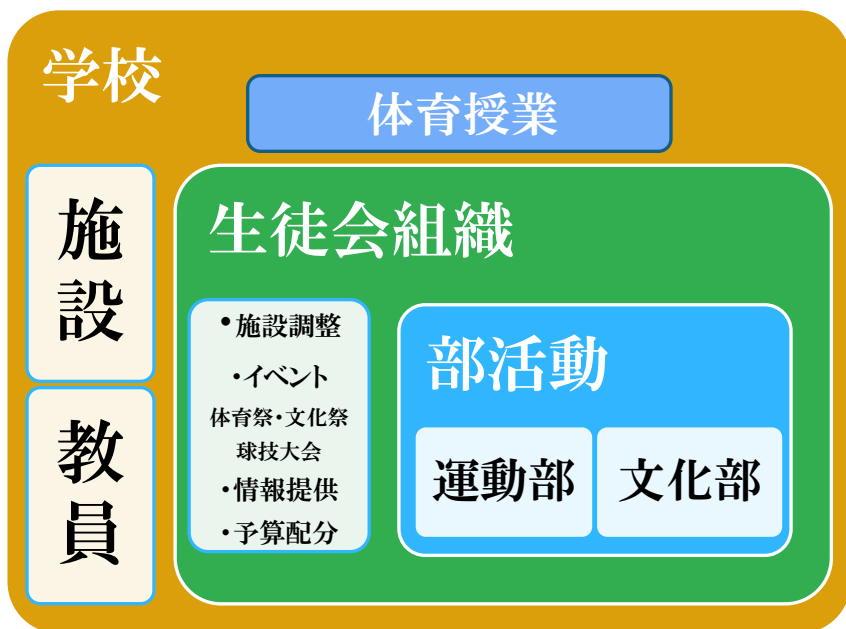 学校
体育授業
施設
教員
生徒会組織
•施設調整
・イベント
体育祭・文化祭
球技大会
・情報提供
・予算配分
部活動
運動部
文化部